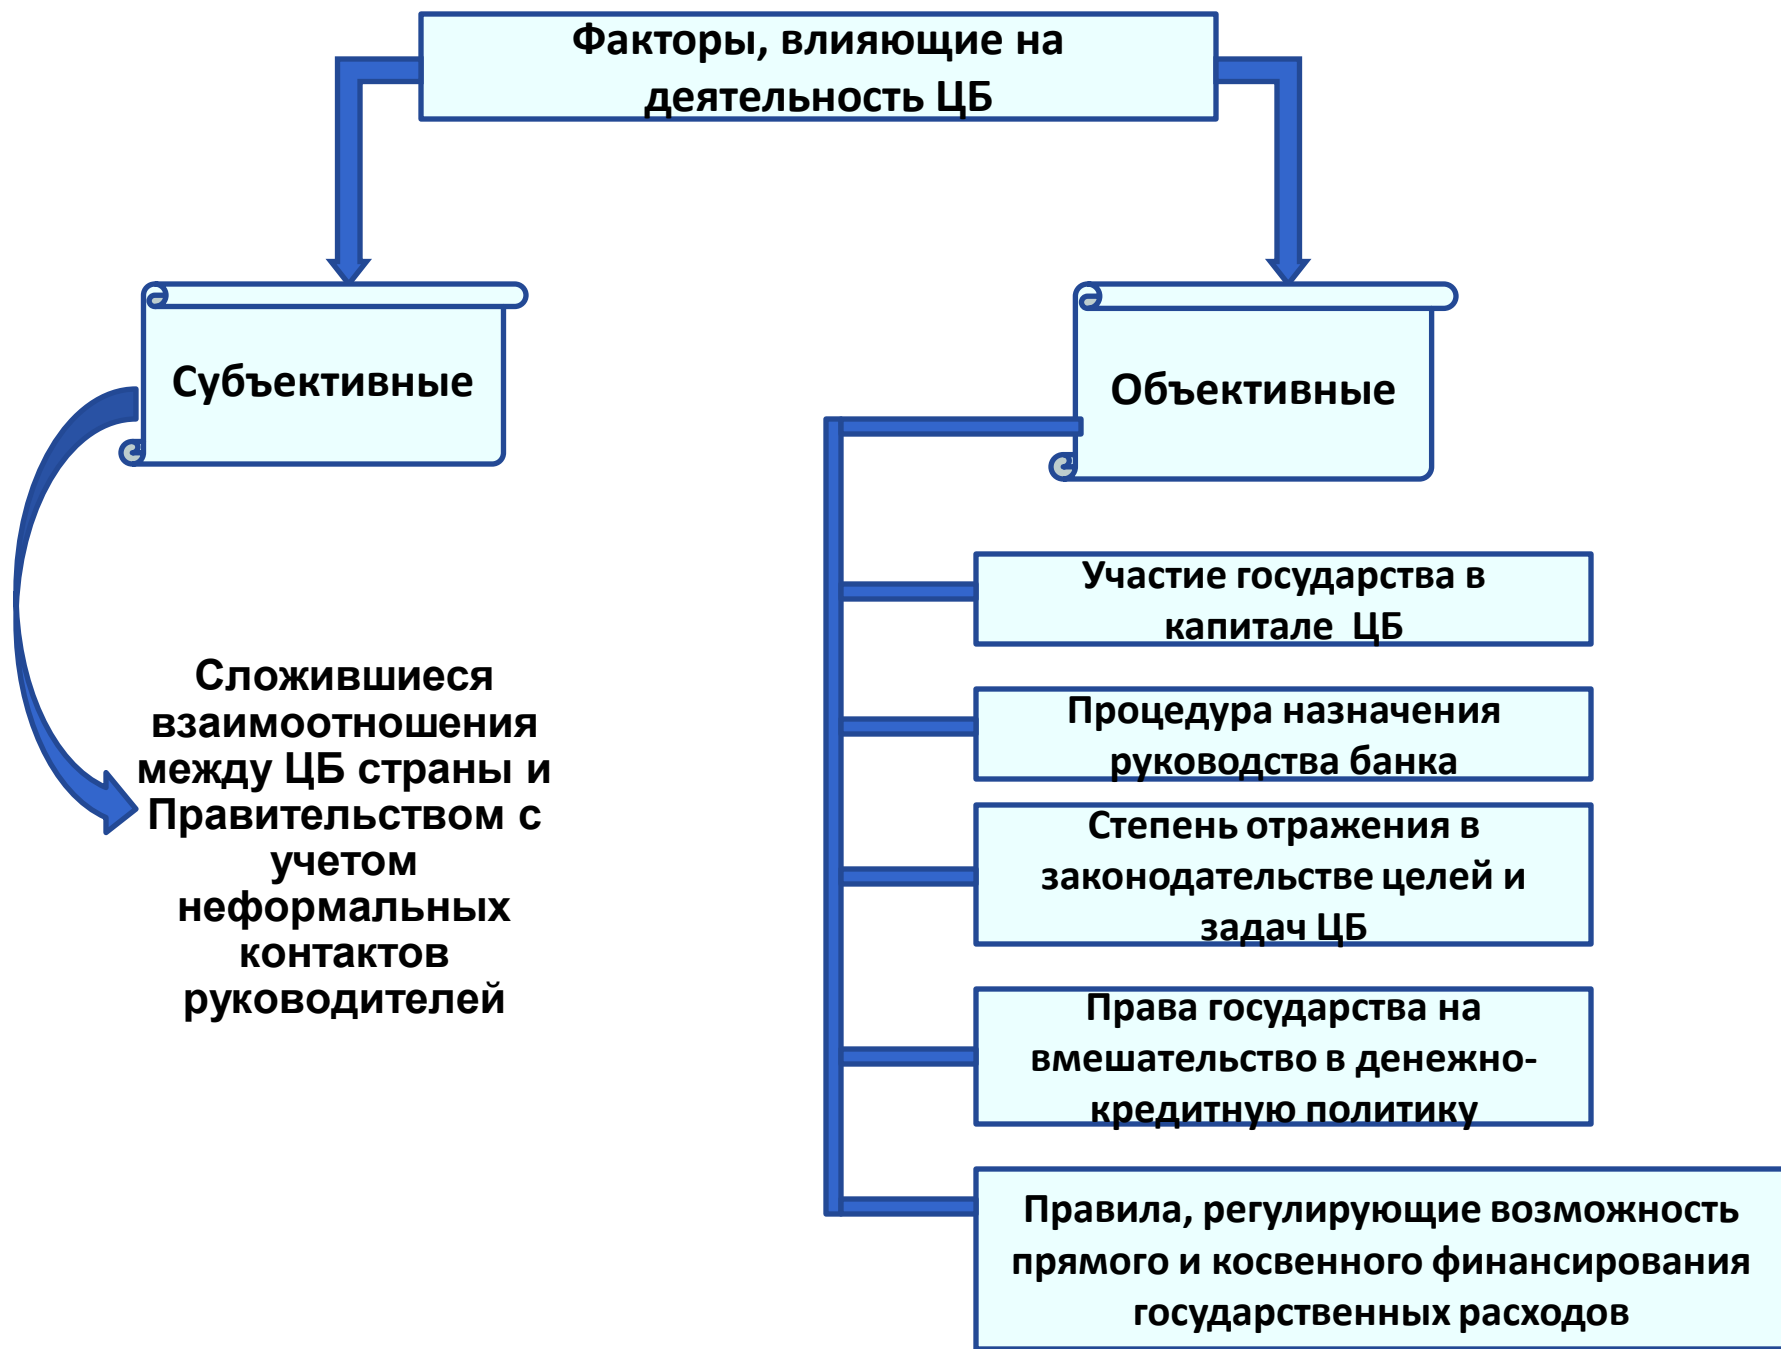 Факторы, влияющие на
деятельность ЦБ
Субъективные
Объективные
Сложившиеся
взаимоотношения
между ЦБ страны и
Правительством с
учетом
неформальных
контактов
руководителей
Участие государства в
капитале ЦБ
Процедура назначения
руководства банка
Степень отражения в
законодательстве целей и
задач ЦБ
Права государства на
вмешательство в денежно-
кредитную политику
Правила, регулирующие возможность
прямого и косвенного финансирования
государственных расходов